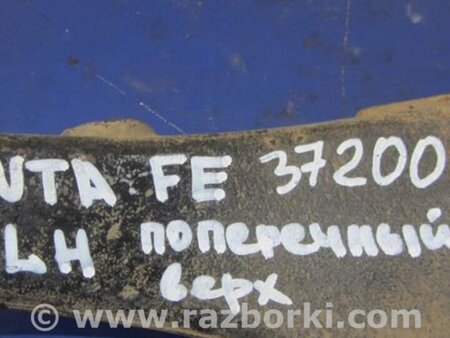 NTA FE 37200
LH поперечный
верх
© www.razborki.com